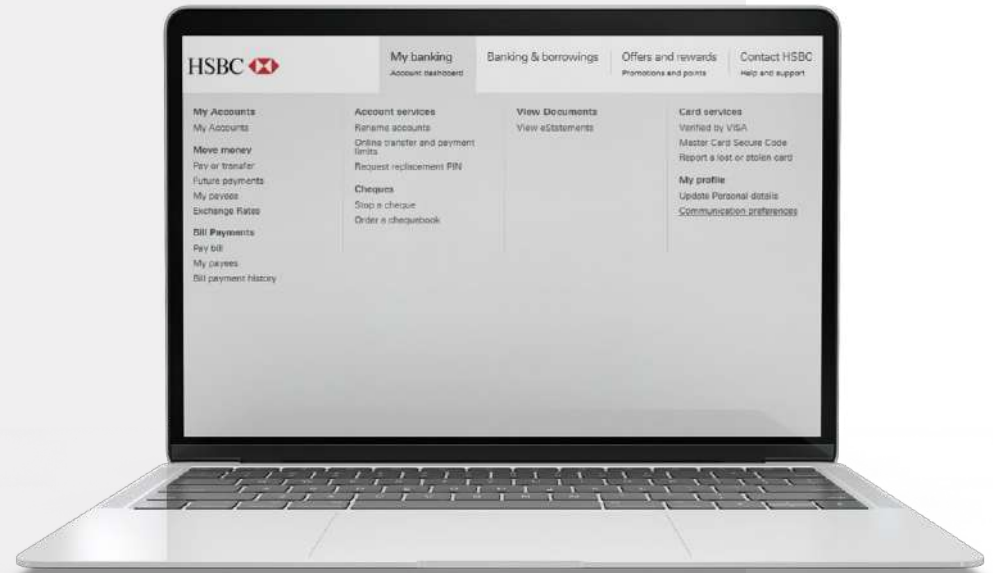 HSBC
My banking
Account dashboard
Banking & borrowings
Offers and rewards
Promotions and points
Contact HSBC
Help and support
My Accounts
My Accounts
Move money
Pay or transfer
Future payments
My payees
Exchange Rates
Bill Payments
Pay bill
My payees
Bill payment history
Account services
Rename accounts
Online transfer and payment
limits
Request replacement PIN
Cheques
Stop a cheque
Order a chequebook
View Documents
View eStatements
Card services
Verified by VISA
Master Card Secure Code
Report a lost or stolen card
My profile
Update Personal details
Communication preferences